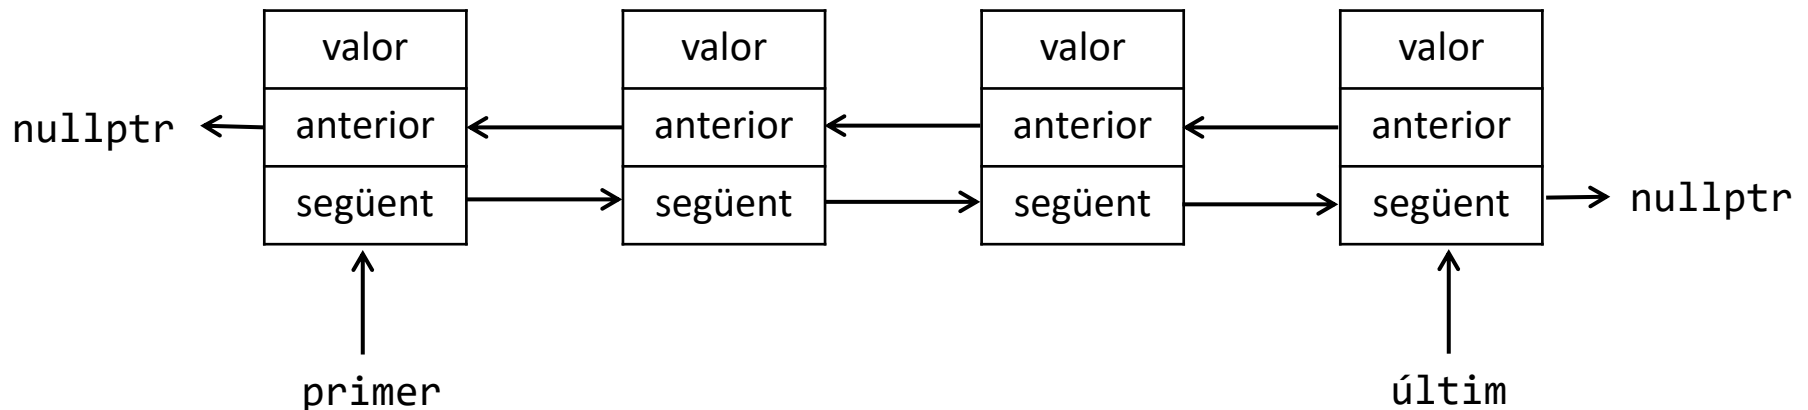 valor valor valor valor
nullptr anterior anterior anterior anterior
següent següent següent següent nullptr
primer últim